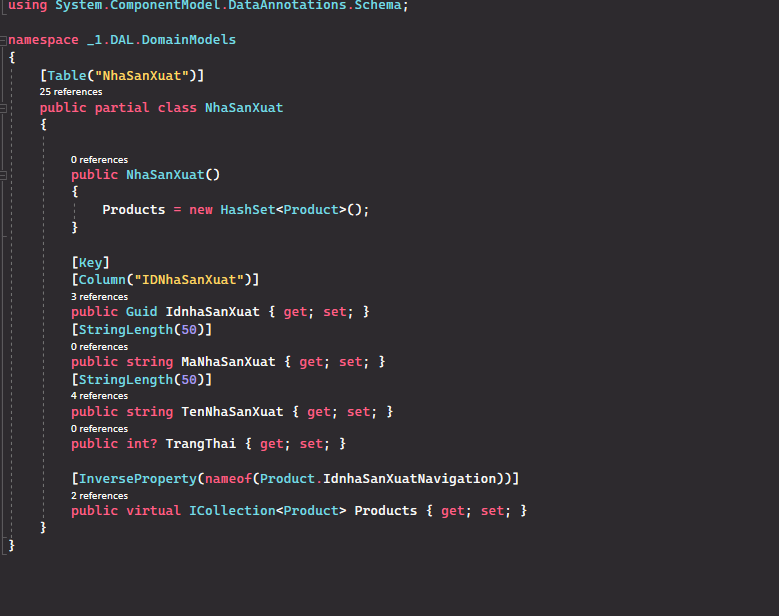 using System.ComponentModel.DataAnnotations.Schema;
namespace _1.DAL.DomainModels
{
[Table("NhaSanXuat")]
25 references
public partial class NhaSanXuat
{
0 references
public NhaSanXuat()
{
Products = new HashSet<Product>();
}
[Key]
[Column("IDNhaSanXuat")]
3 references
public Guid IdnhaSanXuat { get; set; }
[StringLength(50)]
0 references
public string MaNhaSanXuat { get; set; }
[StringLength(50)]
4 references
public string TenNhaSanXuat { get; set; }
0 references
public int? TrangThai { get; set; }
[InverseProperty(nameof(Product.IdnhaSanXuatNavigation))]
2 references
public virtual ICollection<Product> Products { get; set; }
}
}